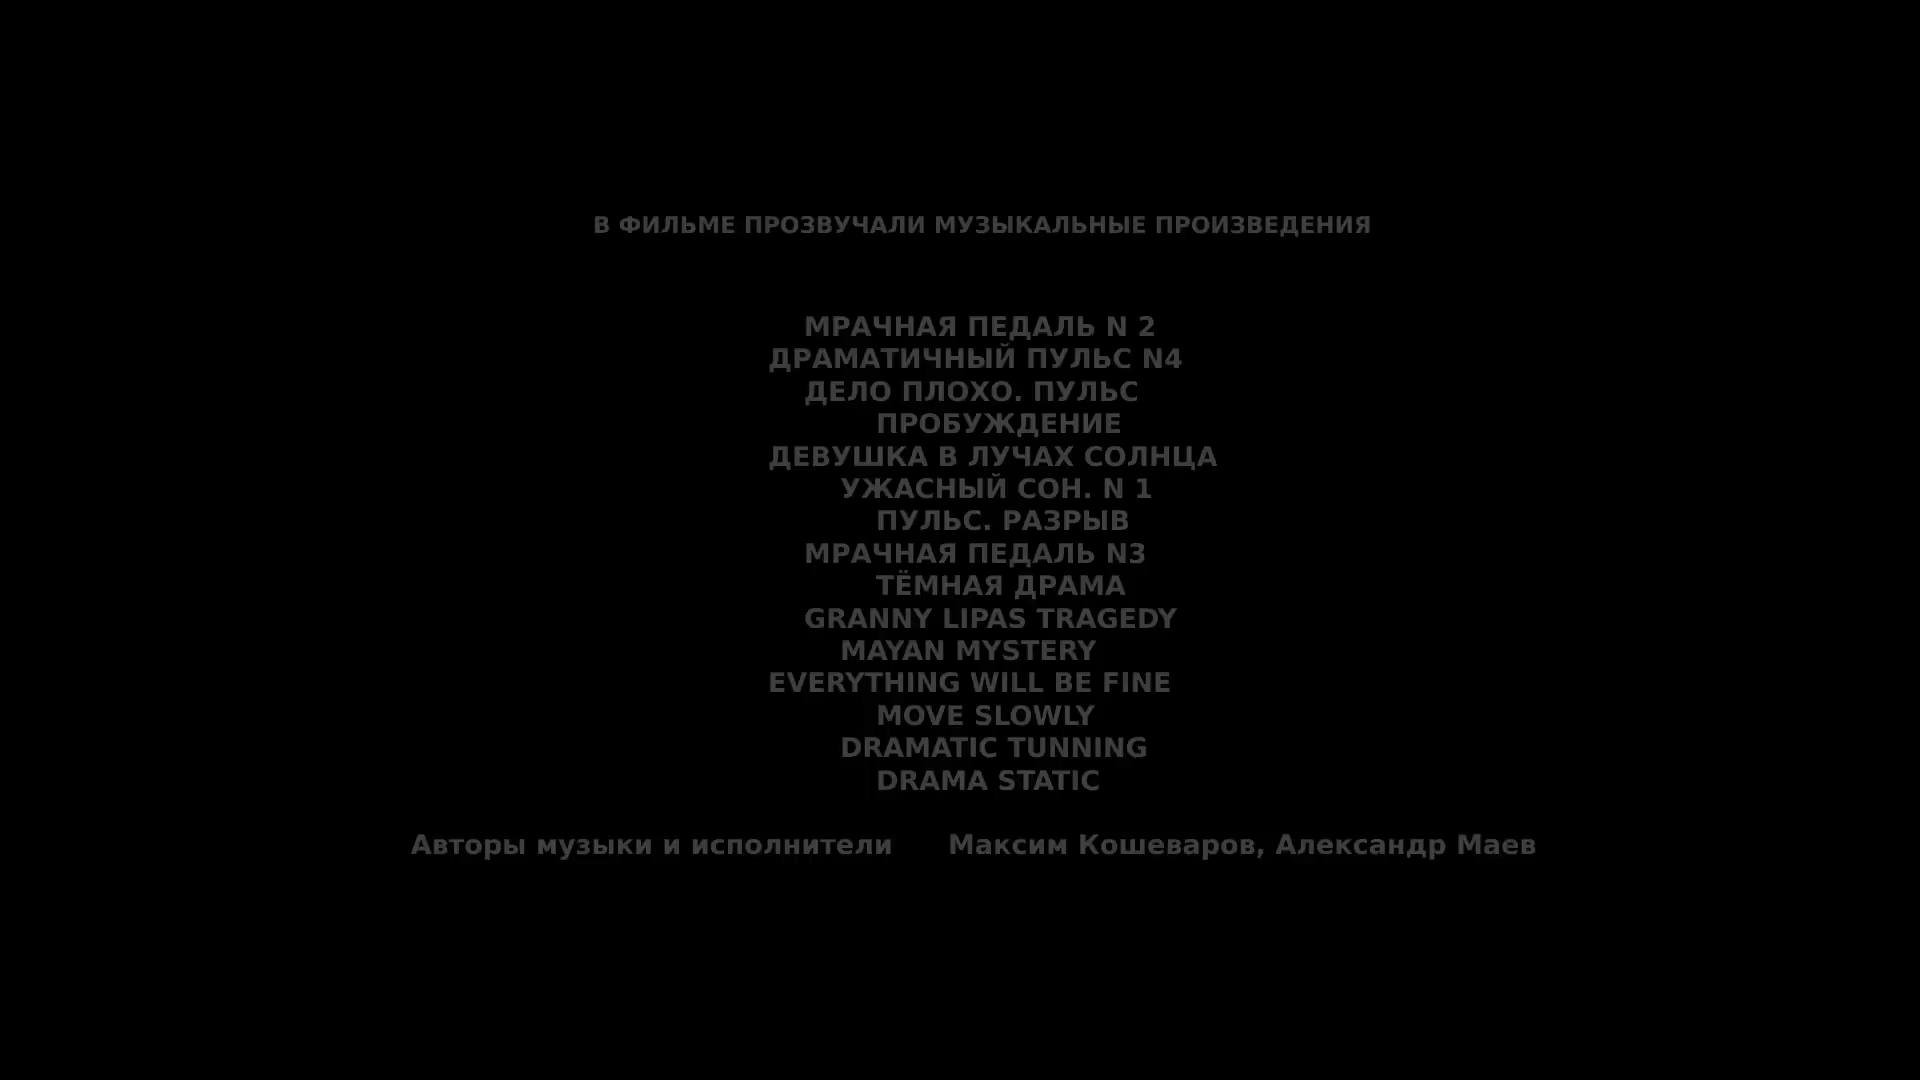 В ФИЛЬМЕ ПРОЗВУЧАЛИ МУЗЫКАЛЬНЫЕ ПРОИЗВЕДЕНИЯ
МРАЧНАЯ ПЕДАЛЬ N 2
ДРАМАТИЧНЫЙ ПУЛЬС N4
ДЕЛО ПЛОХО. ПУЛЬС
ПРОБУЖДЕНИЕ
ДЕВУШКА В ЛУЧАХ СОЛНЦА
УЖАСНЫЙ СОН. N 1
ПУЛЬС. РАЗРЫВ
МРАЧНАЯ ПЕДАЛЬ N3
ТЁМНАЯ ДРАМА
GRANNY LIPAS TRAGEDY
MAYAN MYSTERY
EVERYTHING WILL BE FINE
MOVE SLOWLY
DRAMATIC TUNNING
DRAMA STATIC
Авторы музыки и исполнители Максим Кошеваров, Александр Маев